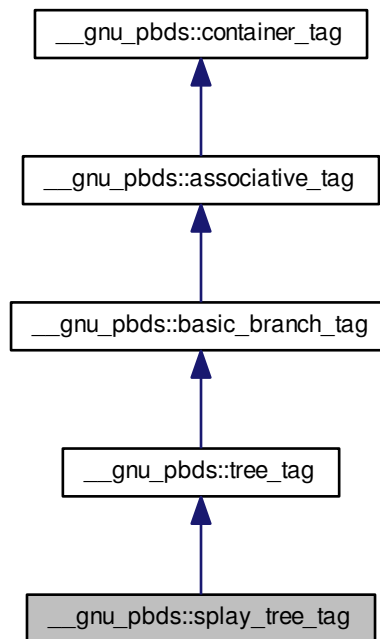 __gnu_pbds::container_tag
__gnu_pbds::associative_tag
__gnu_pbds::basic_branch_tag
__gnu_pbds::tree_tag
__gnu_pbds::splay_tree_tag